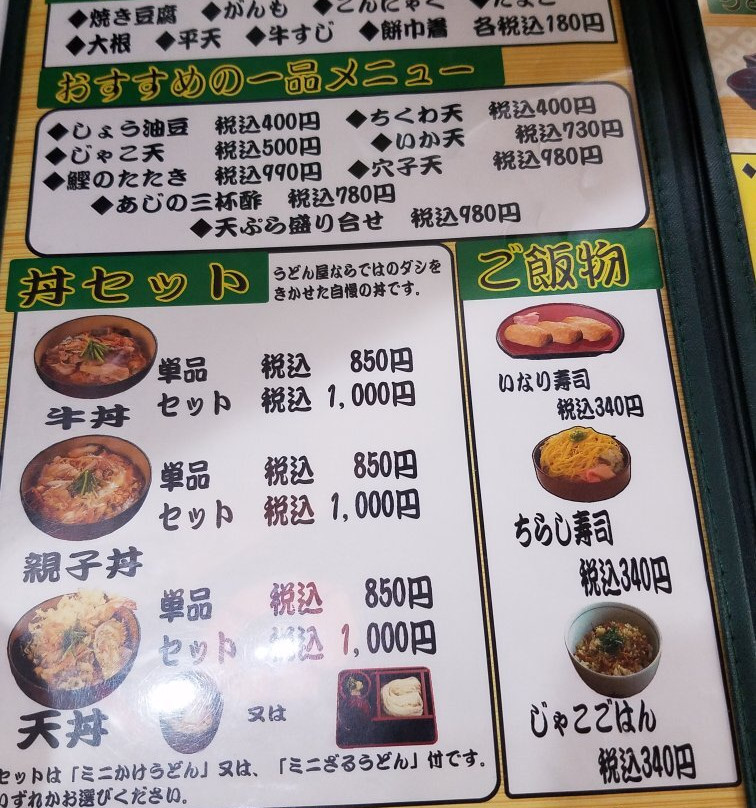 ◆焼き豆腐 ◆がんも ◆こんにゃく ◆たまご
◆大根 ◆平天 ◆牛すじ ◆餅巾着 各税込180円
おすすめの一品メニュー
◆しょう油豆 税込400円 ◆ちくわ天 税込400円
◆じゃこ天 税込500円 ◆いか天 税込730円
◆鰹のたたき 税込990円 ◆穴子天 税込980円
◆あじの三杯酢 税込780円
◆天ぷら盛り合せ 税込980円
丼セット
うどん屋ならではのダシを
きかせた自慢の丼です。
牛丼
単品 税込 850円
セット 税込 1,000円
親子丼
単品 税込 850円
セット 税込 1,000円
天丼
単品 税込 850円
セット 税込 1,000円
又は
セットは「ミニかけうどん」又は、「ミニざるうどん」付です。
いずれかお選びください。
ご飯物
いなり寿司
税込340円
ちらし寿司
税込340円
じゃこごはん
税込340円